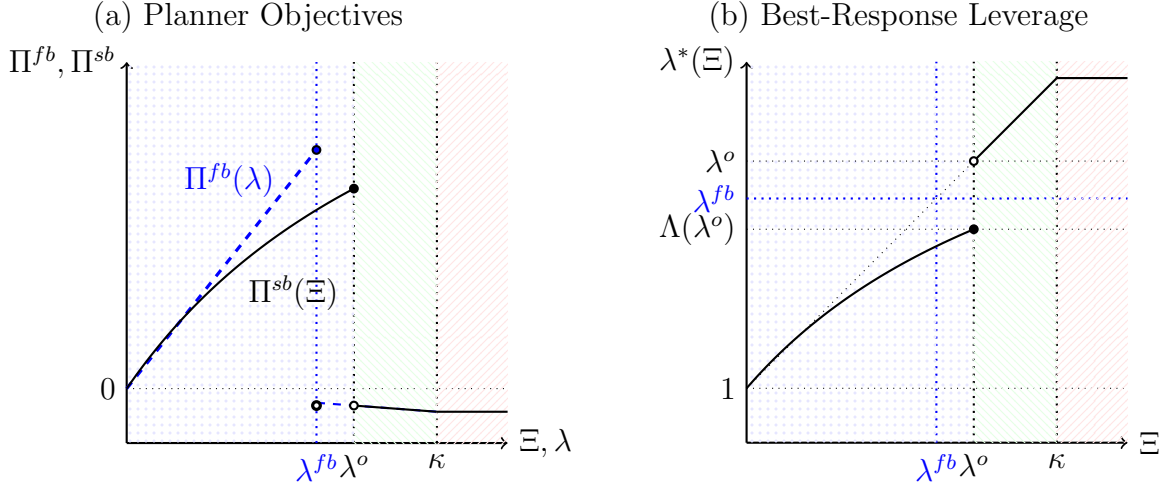 (a) Planner Objectives
Π^{fb}, Π^{sb}
Π^{fb}(λ)
Π^{sb}(Ξ)
0
λ^{fb} λ^o κ Ξ, λ
(b) Best-Response Leverage
λ*(Ξ)
λ^o
λ^{fb}
Λ(λ^o)
1
λ^{fb} λ^o κ Ξ